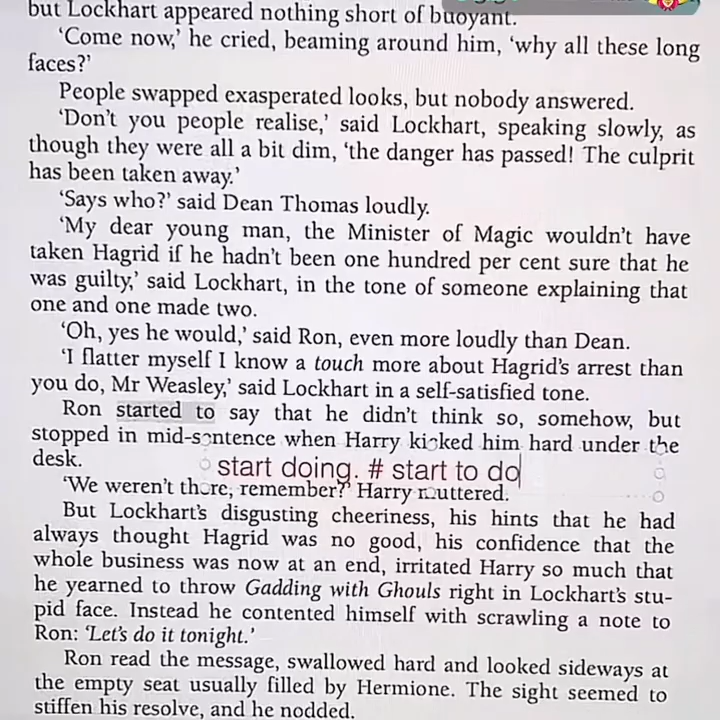 but Lockhart appeared nothing short of buoyant.
‘Come now,’ he cried, beaming around him, ‘why all these long
faces?’
People swapped exasperated looks, but nobody answered.
‘Don’t you people realise,’ said Lockhart, speaking slowly, as
though they were all a bit dim, ‘the danger has passed! The culprit
has been taken away.’
‘Says who?’ said Dean Thomas loudly.
‘My dear young man, the Minister of Magic wouldn’t have
taken Hagrid if he hadn’t been one hundred per cent sure that he
was guilty,’ said Lockhart, in the tone of someone explaining that
one and one made two.
‘Oh, yes he would,’ said Ron, even more loudly than Dean.
‘I flatter myself I know a touch more about Hagrid’s arrest than
you do, Mr Weasley,’ said Lockhart in a self-satisfied tone.
Ron started to say that he didn’t think so, somehow, but
stopped in mid-sentence when Harry kicked him hard under the
desk.
start doing. # start to do
‘We weren’t there, remember?’ Harry muttered.
But Lockhart’s disgusting cheeriness, his hints that he had
always thought Hagrid was no good, his confidence that the
whole business was now at an end, irritated Harry so much that
he yearned to throw Gadding with Ghouls right in Lockhart’s stu-
pid face. Instead he contented himself with scrawling a note to
Ron: ‘Let’s do it tonight.’
Ron read the message, swallowed hard and looked sideways at
the empty seat usually filled by Hermione. The sight seemed to
stiffen his resolve, and he nodded.